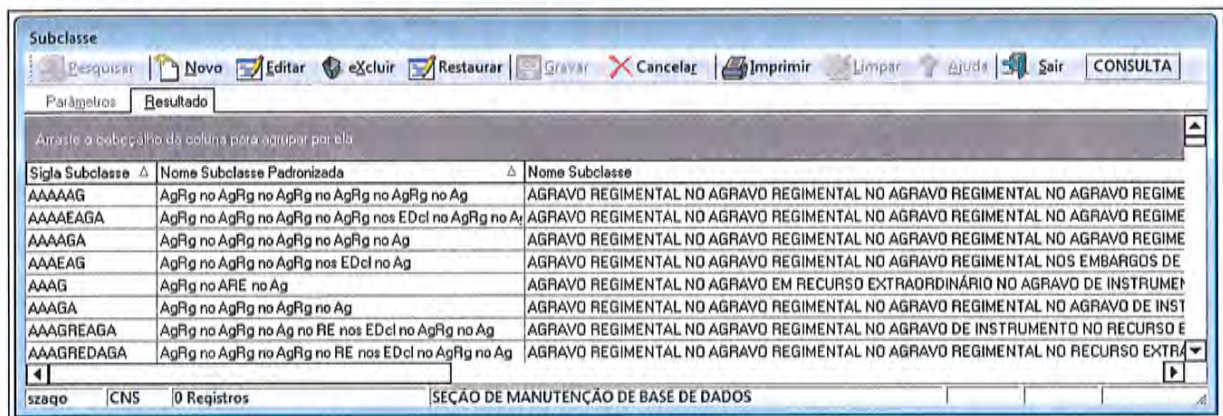 Subclasse
Pesquisar Novo Editar eXcluir Restaurar Gravar Cancelar Imprimir Limpar Ajuda Sair CONSULTA
Parâmetros Resultado
Arraste o cabeçalho da coluna para agrupar por ela
Sigla Subclasse Nome Subclasse Padronizada Nome Subclasse
AAAAAG AgRg no AgRg no AgRg no AgRg no AgRg no Ag AGRAVO REGIMENTAL NO AGRAVO REGIMENTAL NO AGRAVO REGIMENTAL NO AGRAVO REGIME
AAAAEAGA AgRg no AgRg no AgRg no AgRg nos EDcl no AgRg no A AGRAVO REGIMENTAL NO AGRAVO REGIMENTAL NO AGRAVO REGIMENTAL NO AGRAVO REGIME
AAAAGA AgRg no AgRg no AgRg no AgRg no Ag AGRAVO REGIMENTAL NO AGRAVO REGIMENTAL NO AGRAVO REGIMENTAL NO AGRAVO REGIME
AAAEAG AgRg no AgRg no AgRg nos EDcl no Ag AGRAVO REGIMENTAL NO AGRAVO REGIMENTAL NO AGRAVO REGIMENTAL NOS EMBARGOS DE
AAAG AgRg no ARE no Ag AGRAVO REGIMENTAL NO AGRAVO EM RECURSO EXTRAORDINÁRIO NO AGRAVO DE INSTRUMEN
AAAGA AgRg no AgRg no AgRg no Ag AGRAVO REGIMENTAL NO AGRAVO REGIMENTAL NO AGRAVO REGIMENTAL NO AGRAVO DE INST
AAAGREAGA AgRg no AgRg no Ag no RE nos EDcl no AgRg no Ag AGRAVO REGIMENTAL NO AGRAVO REGIMENTAL NO AGRAVO DE INSTRUMENTO NO RECURSO E
AAAGREDAGA AgRg no AgRg no AgRg no RE nos EDcl no AgRg no Ag AGRAVO REGIMENTAL NO AGRAVO REGIMENTAL NO AGRAVO REGIMENTAL NO RECURSO EXTRA
szaqo CNS 0 Registros SEÇÃO DE MANUTENÇÃO DE BASE DE DADOS